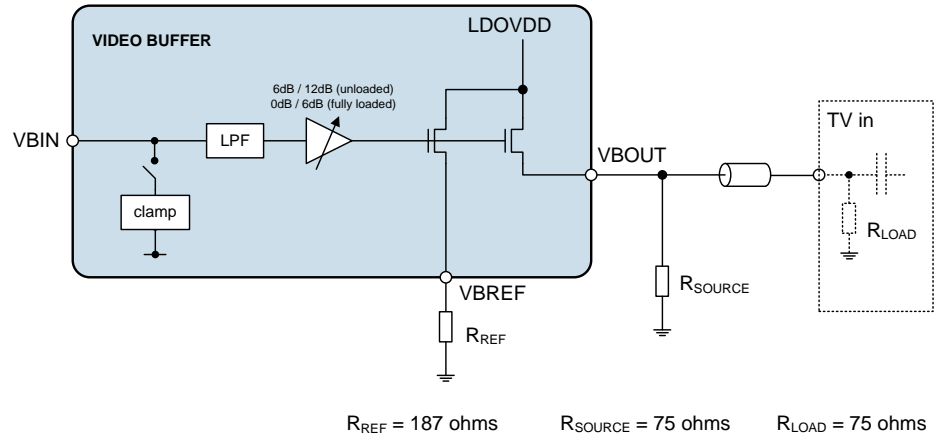 LDOVDD
VIDEO BUFFER
6dB / 12dB (unloaded)
0dB / 6dB (fully loaded)
VBIN
LPF
clamp
VBOUT
TV in
RLOAD
RSOURCE
VBREF
RREF
RREF = 187 ohms
RSOURCE = 75 ohms
RLOAD = 75 ohms